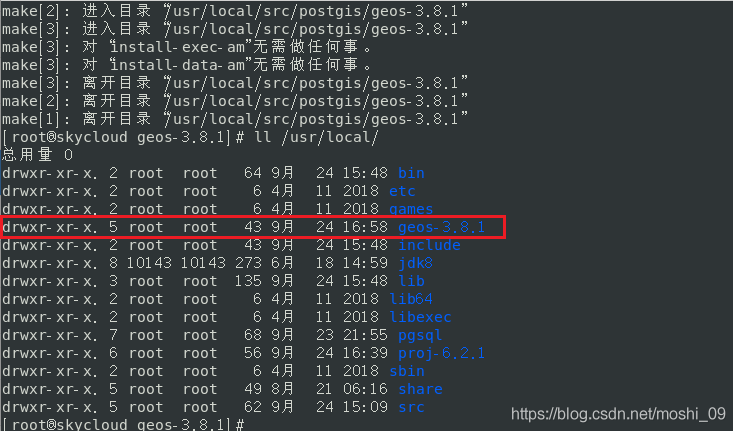 make[2]: 进入目录“/usr/local/src/postgis/geos-3.8.1”
make[3]: 进入目录“/usr/local/src/postgis/geos-3.8.1”
make[3]: 对“install-exec-am”无需做任何事。
make[3]: 对“install-data-am”无需做任何事。
make[3]: 离开目录“/usr/local/src/postgis/geos-3.8.1”
make[2]: 离开目录“/usr/local/src/postgis/geos-3.8.1”
make[1]: 离开目录“/usr/local/src/postgis/geos-3.8.1”
[root@skycloud geos-3.8.1]# ll /usr/local/
总用量 0
drwxr-xr-x. 2 root root 64 9月 24 15:48 bin
drwxr-xr-x. 2 root root 6 4月 11 2018 etc
drwxr-xr-x. 2 root root 6 4月 11 2018 games
drwxr-xr-x. 5 root root 43 9月 24 16:58 geos-3.8.1
drwxr-xr-x. 2 root root 43 9月 24 15:48 include
drwxr-xr-x. 8 10143 10143 273 6月 18 14:59 jdk8
drwxr-xr-x. 3 root root 135 9月 24 15:48 lib
drwxr-xr-x. 2 root root 6 4月 11 2018 lib64
drwxr-xr-x. 2 root root 6 4月 11 2018 libexec
drwxr-xr-x. 7 root root 68 9月 23 21:55 pgsql
drwxr-xr-x. 6 root root 56 9月 24 16:39 proj-6.2.1
drwxr-xr-x. 2 root root 6 4月 11 2018 sbin
drwxr-xr-x. 5 root root 49 8月 21 06:16 share
drwxr-xr-x. 5 root root 62 9月 24 15:09 src
[root@skycloud geos-3.8.1]#
https://blog.csdn.net/moshi_09